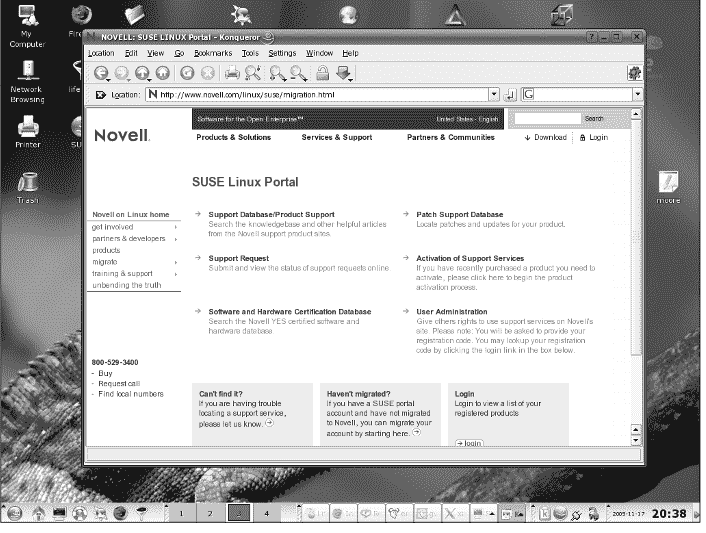 My Computer
Fire
Network Browsing
life
Printer
SU
Trash
moore
NOVELL: SUSE LINUX Portal - Konqueror
Location Edit View Go Bookmarks Tools Settings Window Help
Location: N http://www.novell.com/linux/suse/migration.html
Novell.
Software for the Open Enterprise™ United States - English
Search
Products & Solutions Services & Support Partners & Communities Download Login
SUSE Linux Portal
Novell on Linux home
get involved
partners & developers
products
migrate
training & support
unbending the truth
800-529-3400
- Buy
- Request call
- Find local numbers
Support Database/Product Support
Search the knowledgebase and other helpful articles
from the Novell support product sites.
Patch Support Database
Locate patches and updates for your product.
Support Request
Submit and view the status of support requests online
Activation of Support Services
If you have recently purchased a product you need to
activate, please click here to begin the product
activation process.
Software and Hardware Certification Database
Search the Novell YES certified software and
hardware database
User Administration
Give others rights to use support services on Novell's
site. Please note: You will be asked to provide your
registration code. You may lookup your registration
code by clicking the login link in the box below.
Can't find it?
If you are having trouble
locating a support service,
please let us know.
Haven't migrated?
If you have a SUSE portal
account and have not migrated
to Novell, you can migrate your
account by starting here.
Login
Login to view a list of your
registered products
login
1 2 3 4
2005-11-17 20:38